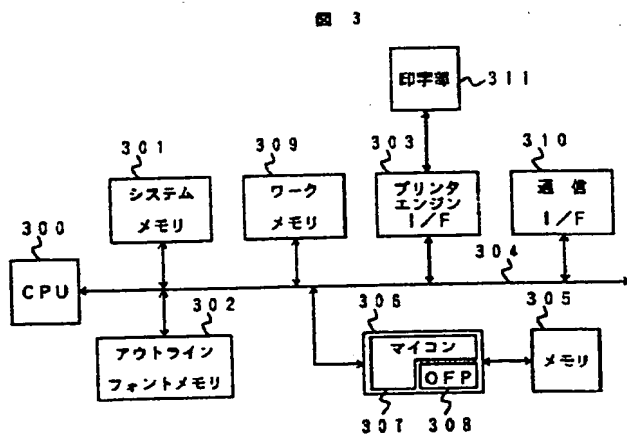 図 3
印字部
311
301
309
303
310
システム
メモリ
ワーク
メモリ
プリンタ
エンジン
I/F
通信
I/F
300
304
CPU
302
306
305
アウトライン
フォントメモリ
マイコン
OFP
メモリ
307
308